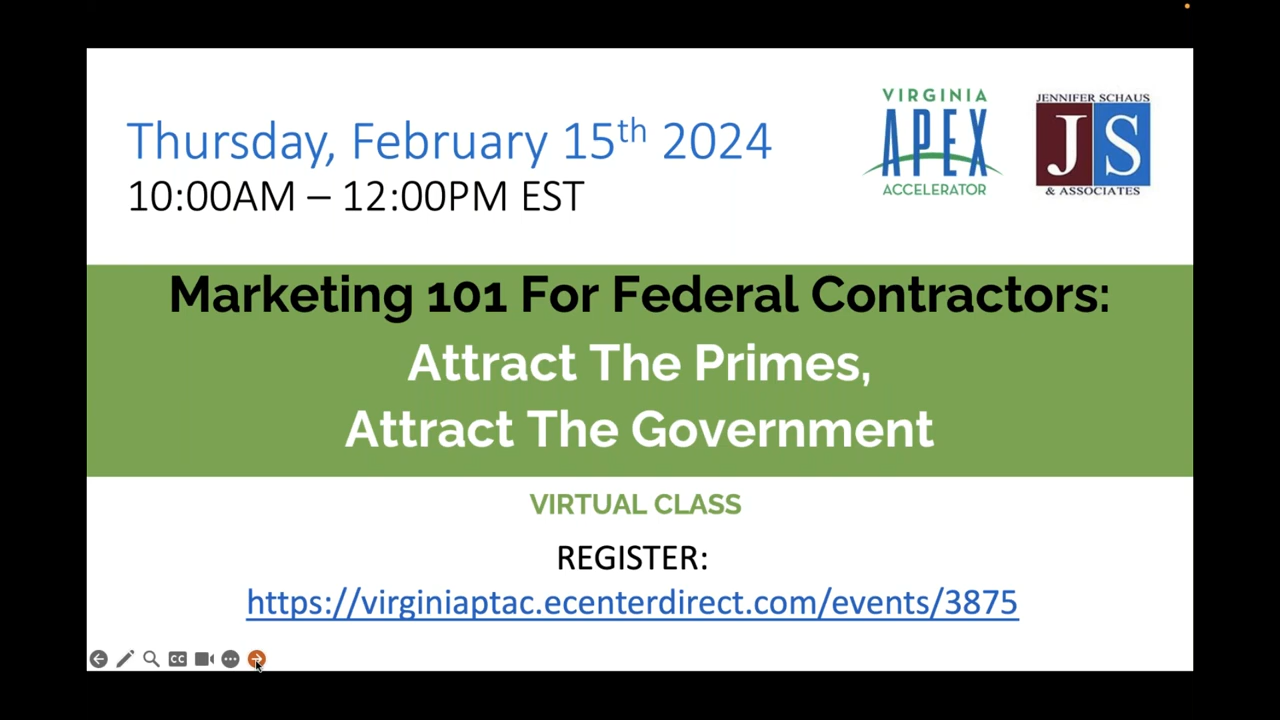 Thursday, February 15th 2024
10:00AM – 12:00PM EST
VIRGINIA
APEX
ACCELERATOR
JENNIFER SCHAUS
JS
& ASSOCIATES
Marketing 101 For Federal Contractors:
Attract The Primes,
Attract The Government
VIRTUAL CLASS
REGISTER:
https://virginiaptac.ecenterdirect.com/events/3875
CC